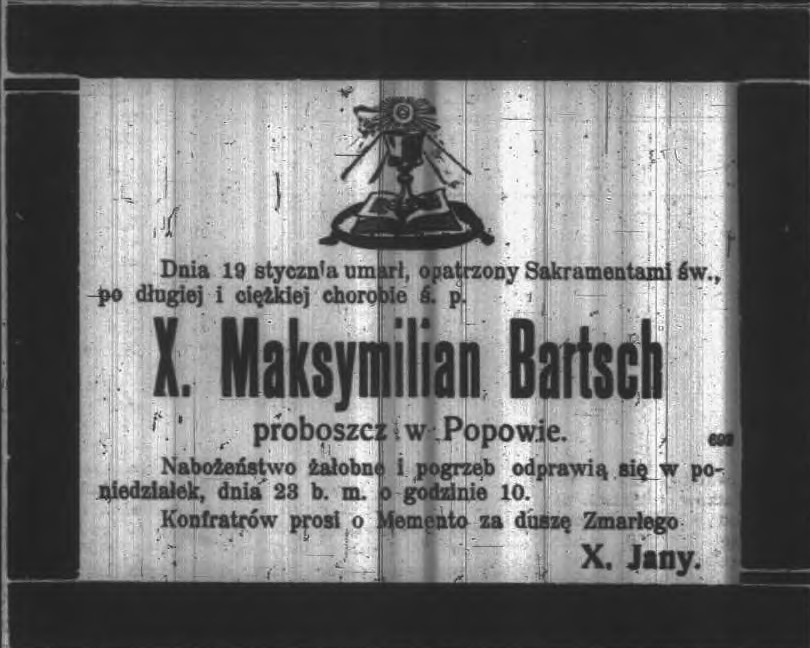 Dnia 19 stycznia umarł, opatrzony Sakramentami św.,
po długiej i ciężkiej chorobie ś. p.
X. Maksymilian Bartsch
proboszcz w Popowie.
693
Nabożeństwo żałobne i pogrzeb odprawią się w po-
niedziałek, dnia 23 b. m. o godzinie 10.
Konfratrów prosi o Memento za duszę Zmarłego
X. Jany.